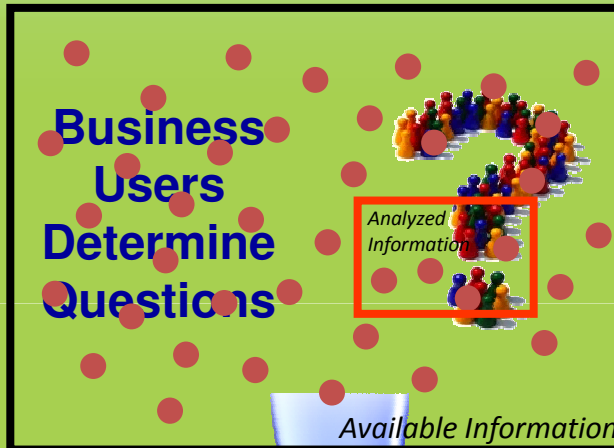 Business
Users
Determine
Questions
Analyzed
Information
Available Information